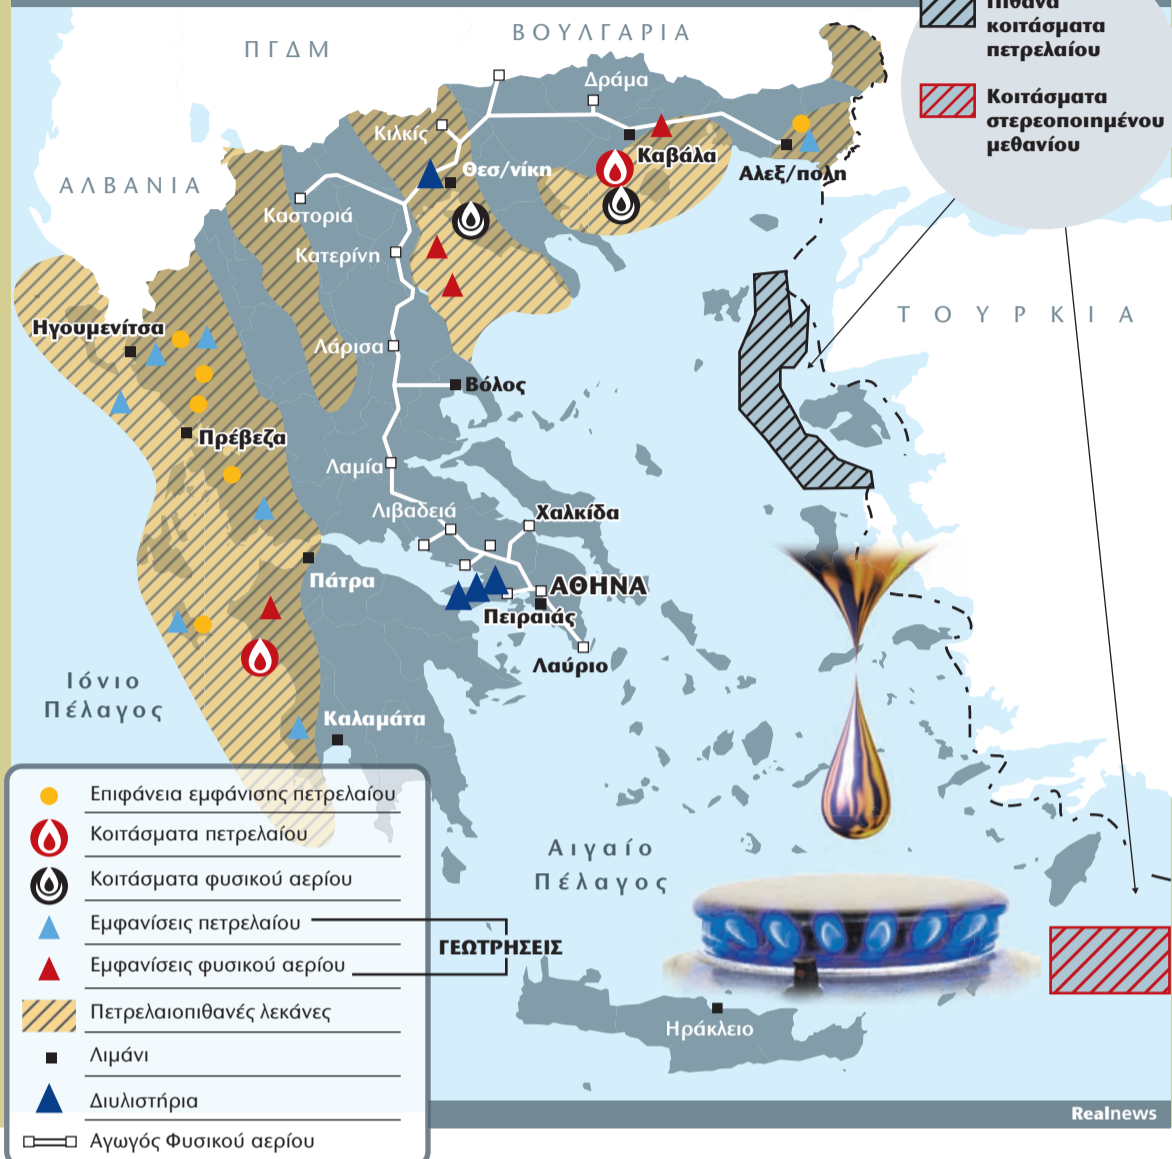 Πιθανά
κοιτάσματα
πετρελαίου
Κοιτάσματα
στερεοποιημένου
μεθανίου
ΒΟΥΛΓΑΡΙΑ
ΠΓΔΜ
Δράμα
Κιλκίς
Καβάλα
Θεσ/νίκη
Αλεξ/πολη
ΑΛΒΑΝΙΑ
Καστοριά
Κατερίνη
ΤΟΥΡΚΙΑ
Ηγουμενίτσα
Λάρισα
Βόλος
Πρέβεζα
Λαμία
Λιβαδειά
Χαλκίδα
Πάτρα
ΑΘΗΝΑ
Πειραιάς
Λαύριο
Ιόνιο
Πέλαγος
Καλαμάτα
Αιγαίο
Πέλαγος
Ηράκλειο
Επιφάνεια εμφάνισης πετρελαίου
Κοιτάσματα πετρελαίου
Κοιτάσματα φυσικού αερίου
Εμφανίσεις πετρελαίου
ΓΕΩΤΡΗΣΕΙΣ
Εμφανίσεις φυσικού αερίου
Πετρελαιοπιθανές λεκάνες
Λιμάνι
Διυλιστήρια
Αγωγός Φυσικού αερίου
Realnews